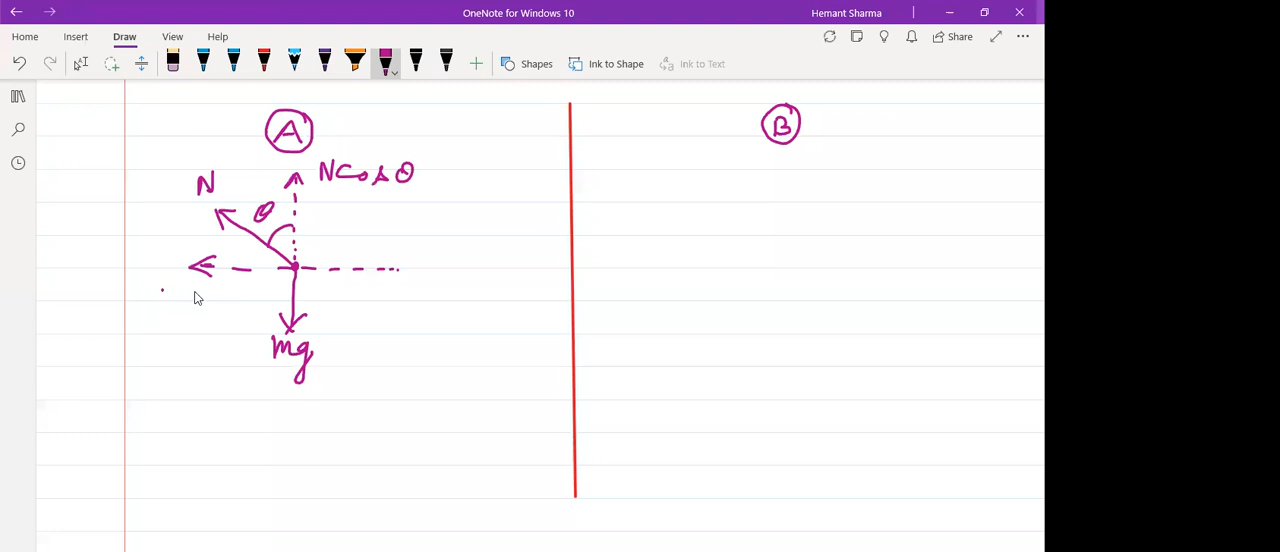 OneNote for Windows 10
Hemant Sharma
Home Insert Draw View Help
Share
Shapes
Ink to Shape
Ink to Text
A
B
N Cos θ
N
θ
mg